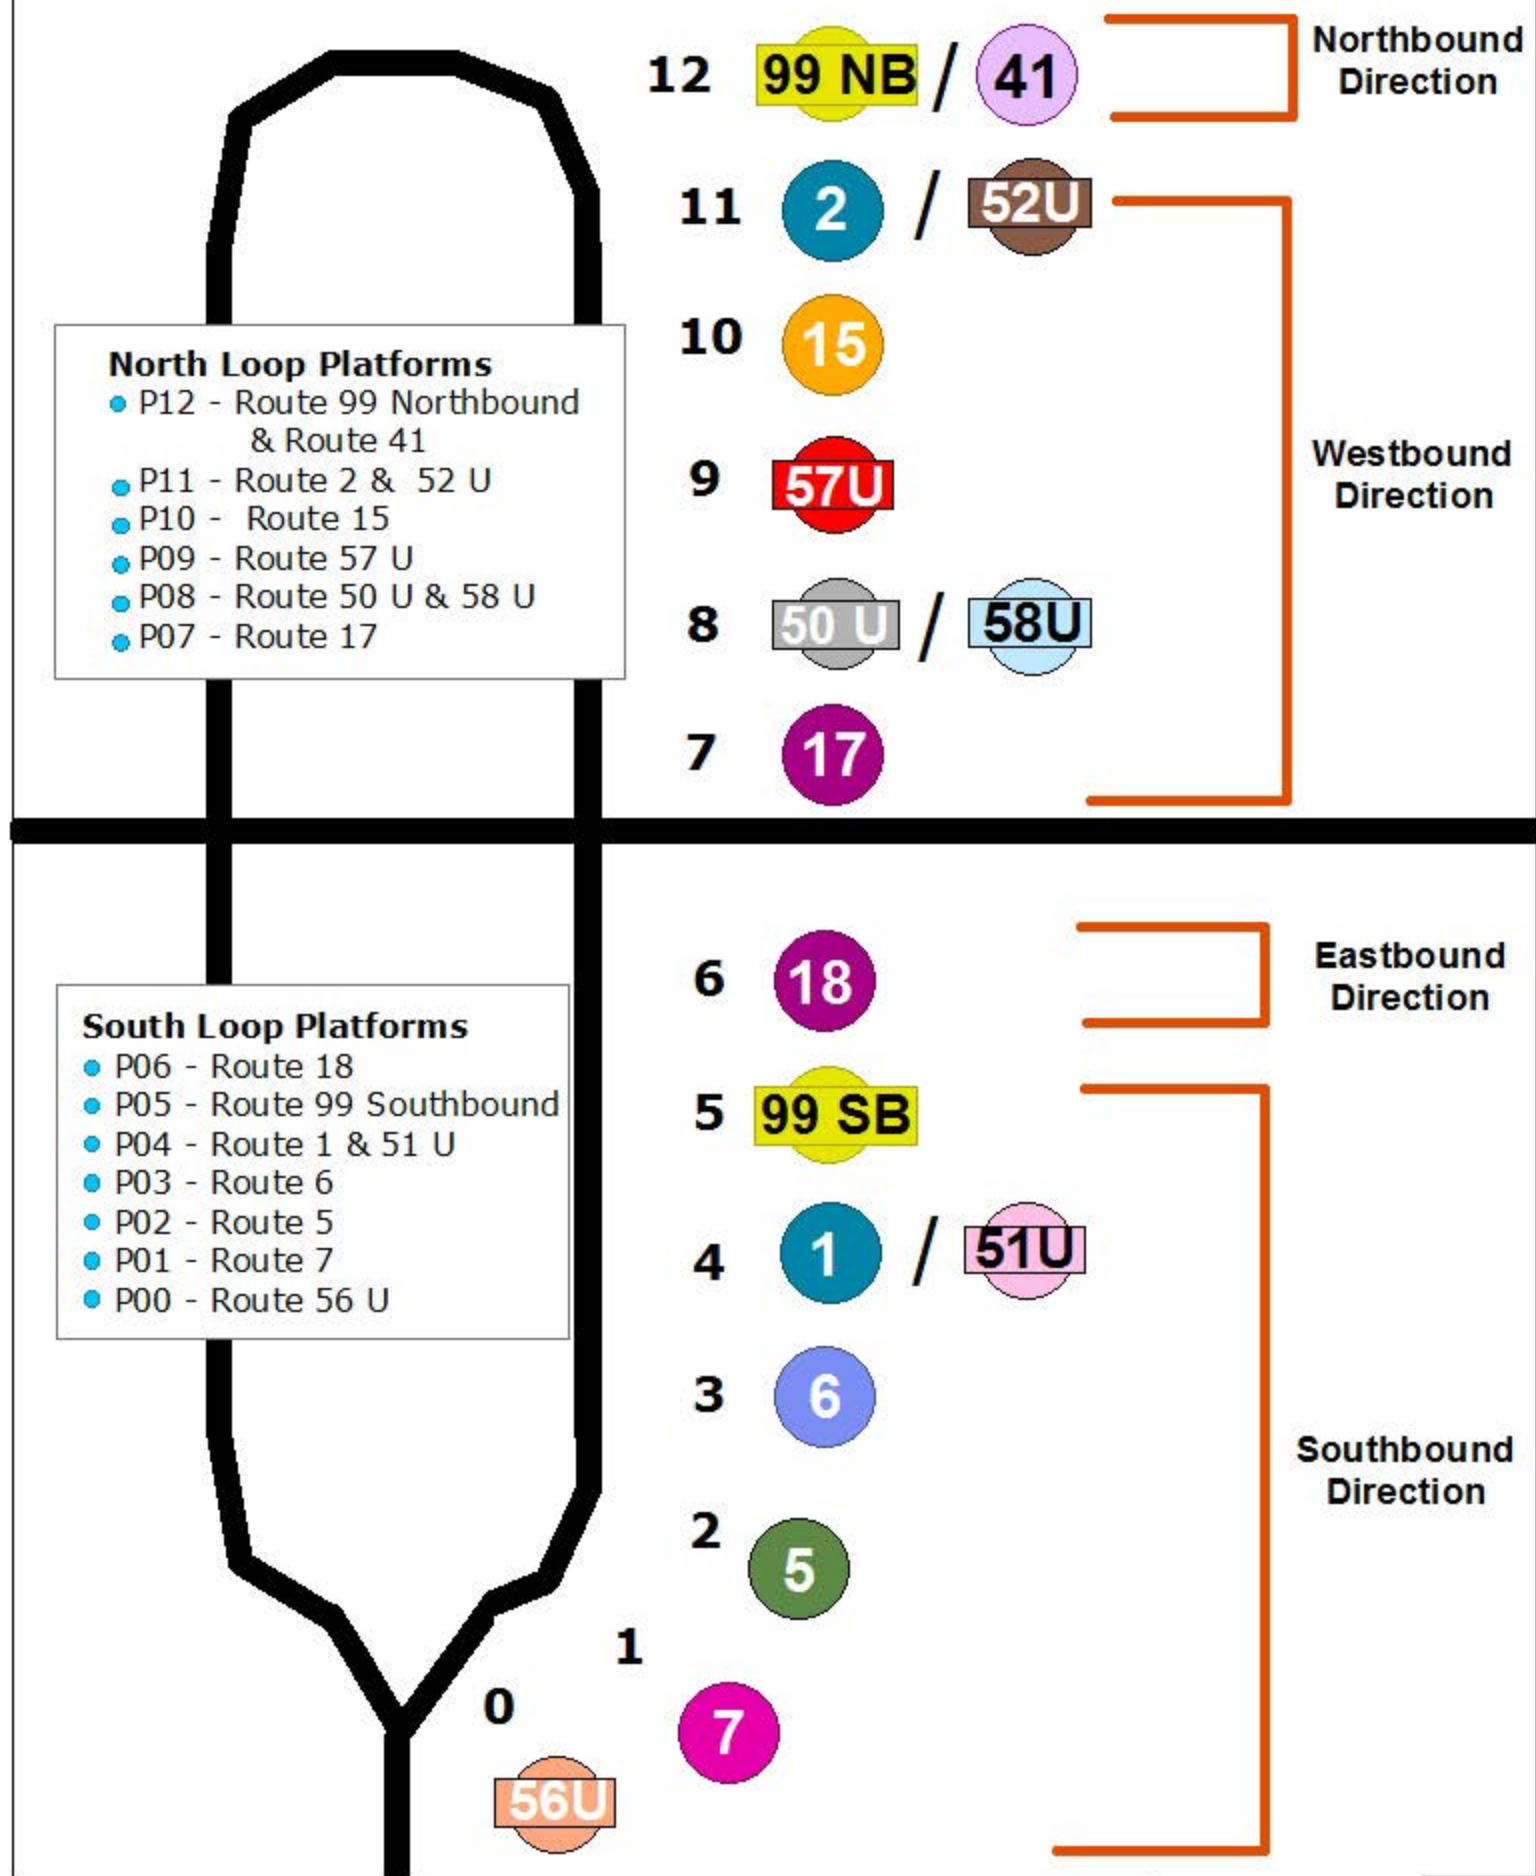 12 99 NB / 41
Northbound
Direction
11 2 / 52U
10 15
North Loop Platforms
P12 - Route 99 Northbound
& Route 41
P11 - Route 2 & 52 U
P10 - Route 15
P09 - Route 57 U
P08 - Route 50 U & 58 U
P07 - Route 17
9 57U
Westbound
Direction
8 50 U / 58U
7 17
6 18
Eastbound
Direction
South Loop Platforms
P06 - Route 18
P05 - Route 99 Southbound
P04 - Route 1 & 51 U
P03 - Route 6
P02 - Route 5
P01 - Route 7
P00 - Route 56 U
5 99 SB
4 1 / 51U
3 6
Southbound
Direction
2 5
1 7
0 56U